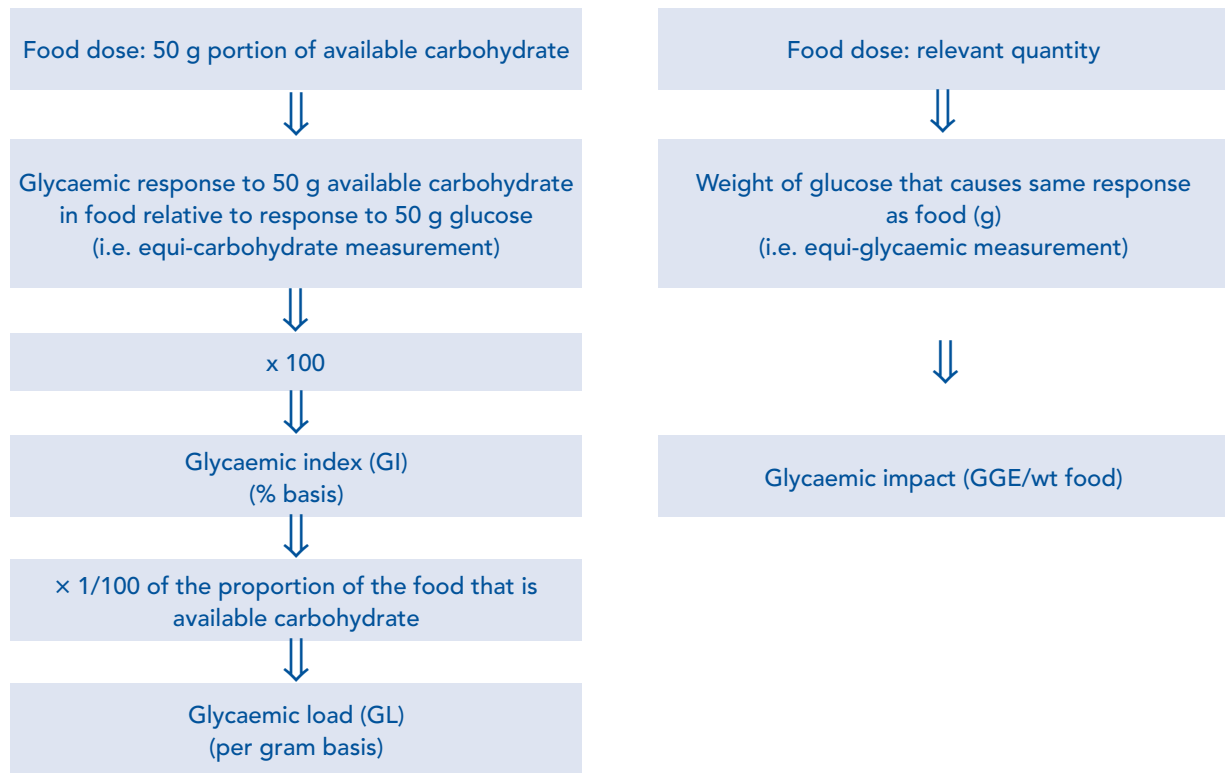 Food dose: 50 g portion of available carbohydrate
Glycaemic response to 50 g available carbohydrate
in food relative to response to 50 g glucose
(i.e. equi-carbohydrate measurement)
x 100
Glycaemic index (GI)
(% basis)
× 1/100 of the proportion of the food that is
available carbohydrate
Glycaemic load (GL)
(per gram basis)
Food dose: relevant quantity
Weight of glucose that causes same response
as food (g)
(i.e. equi-glycaemic measurement)
Glycaemic impact (GGE/wt food)